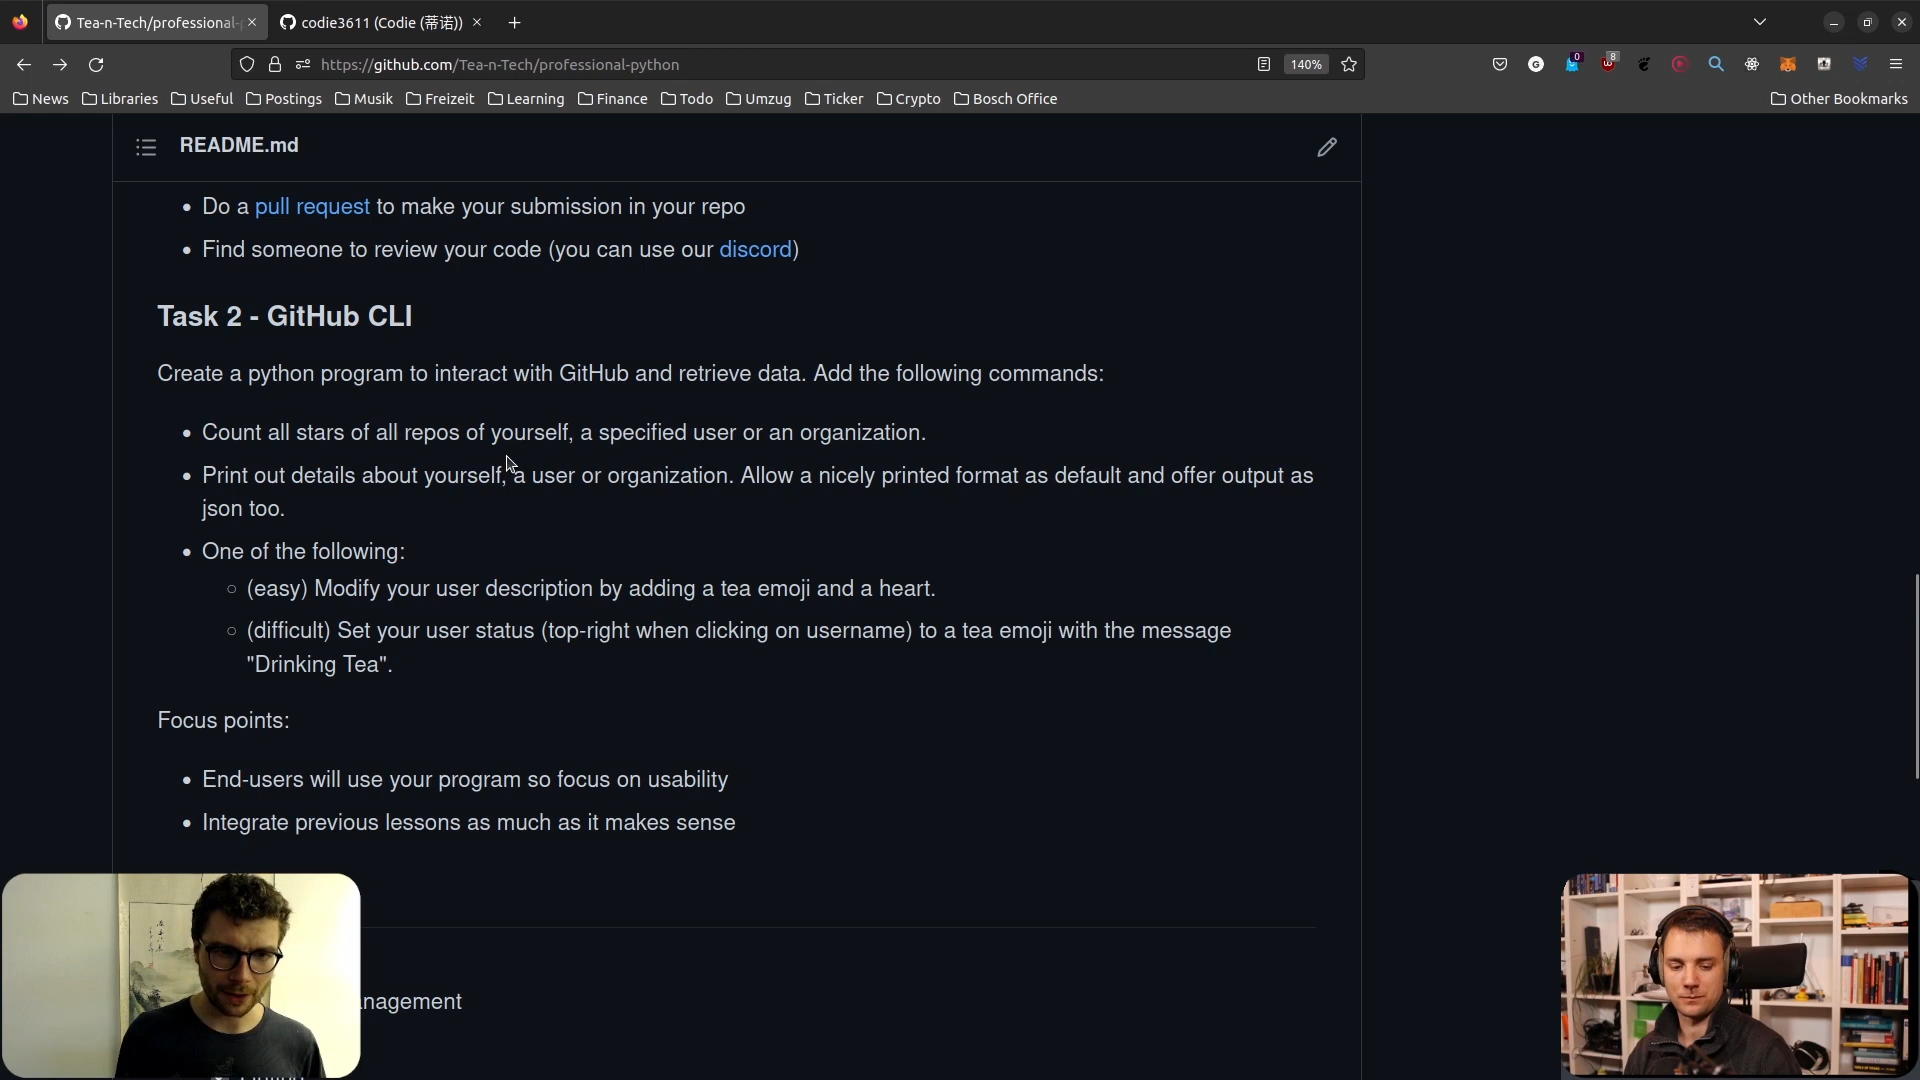 Tea-n-Tech/professional-
codie3611 (Codie (蒂诺))
https://github.com/Tea-n-Tech/professional-python
140%
0
8
News Libraries Useful Postings Musik Freizeit Learning Finance Todo Umzug Ticker Crypto Bosch Office Other Bookmarks
README.md
Do a pull request to make your submission in your repo
Find someone to review your code (you can use our discord)
Task 2 - GitHub CLI
Create a python program to interact with GitHub and retrieve data. Add the following commands:
Count all stars of all repos of yourself, a specified user or an organization.
Print out details about yourself, a user or organization. Allow a nicely printed format as default and offer output as
json too.
One of the following:
(easy) Modify your user description by adding a tea emoji and a heart.
(difficult) Set your user status (top-right when clicking on username) to a tea emoji with the message
"Drinking Tea".
Focus points:
End-users will use your program so focus on usability
Integrate previous lessons as much as it makes sense
anagement